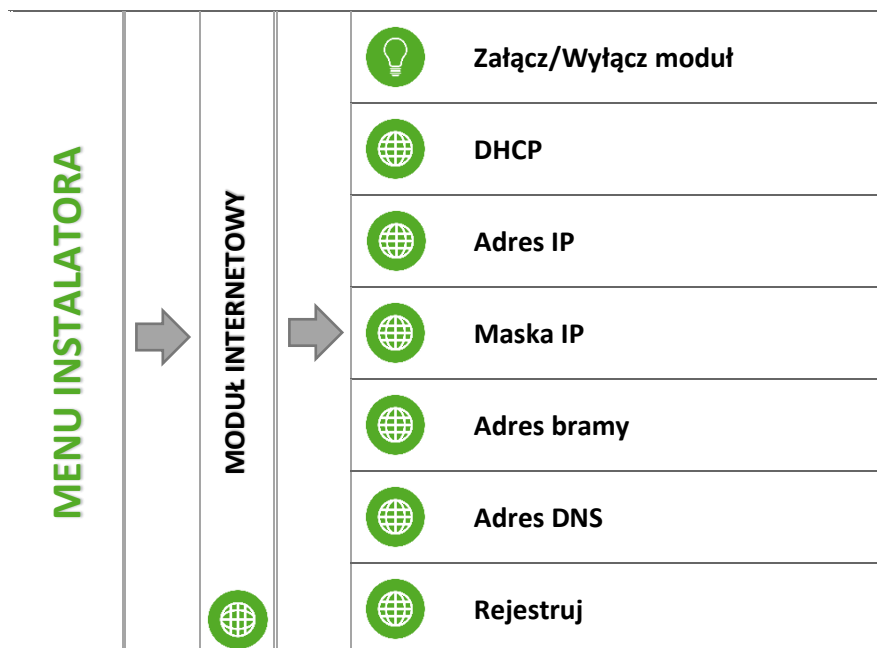 MENU INSTALATORA
MODUŁ INTERNETOWY
Załącz/Wyłącz moduł
DHCP
Adres IP
Maska IP
Adres bramy
Adres DNS
Rejestruj